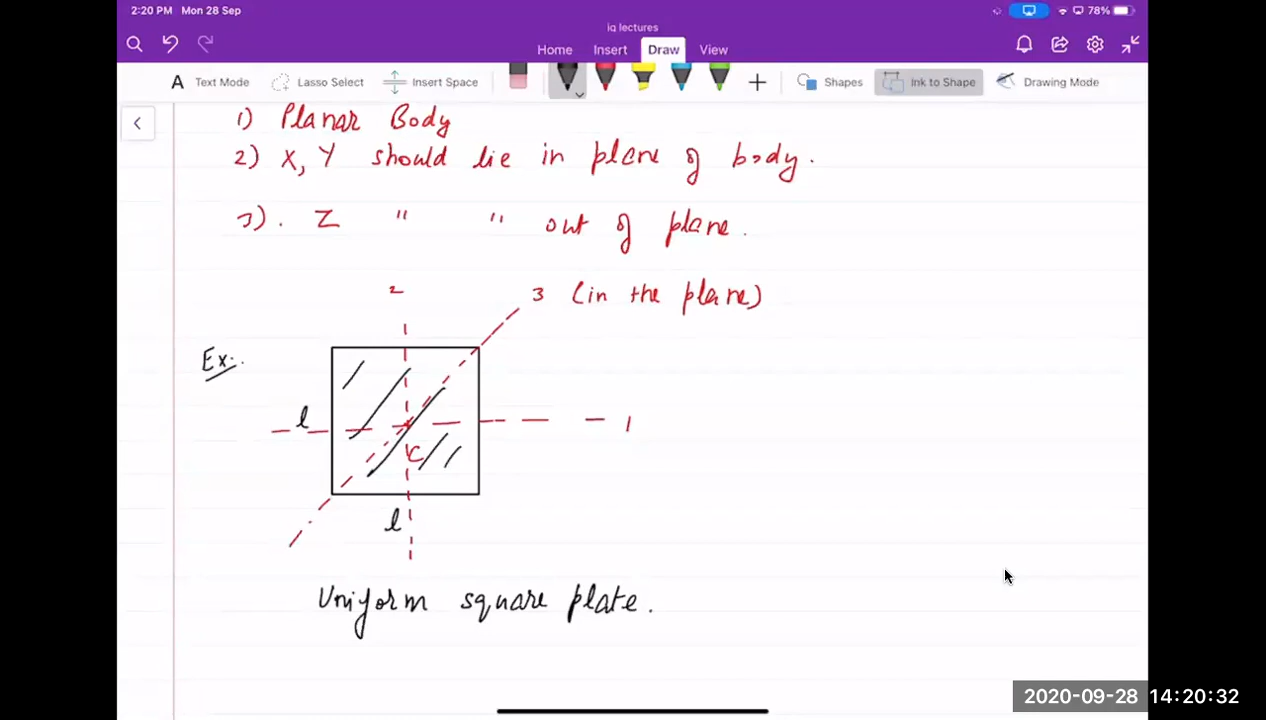 2:20 PM Mon 28 Sep
78%
iq lectures
Home Insert Draw View
Text Mode Lasso Select Insert Space Shapes Ink to Shape Drawing Mode
1) Planar Body
2) X, Y should lie in plane of body.
3). Z " " out of plane.
2
3 (in the plane)
Ex:-
l
1
C
l
Uniform square plate.
2020-09-28 14:20:32